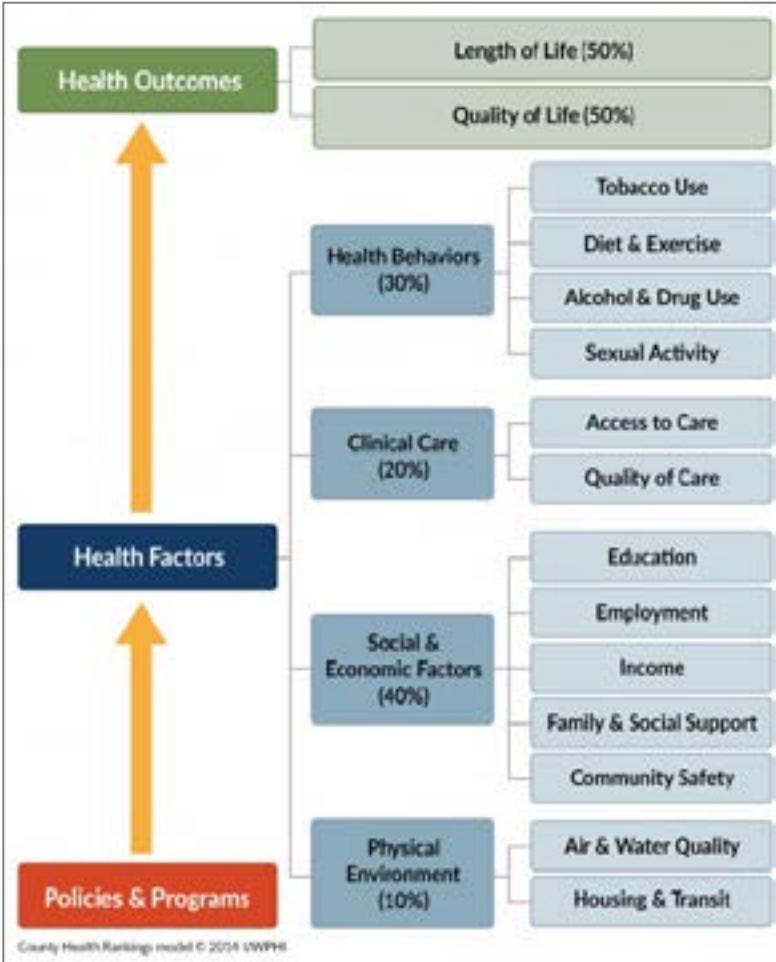 Health Outcomes
Length of Life (50%)
Quality of Life (50%)
Health Behaviors
(30%)
Tobacco Use
Diet & Exercise
Alcohol & Drug Use
Sexual Activity
Clinical Care
(20%)
Access to Care
Quality of Care
Health Factors
Social &
Economic Factors
(40%)
Education
Employment
Income
Family & Social Support
Community Safety
Physical
Environment
(10%)
Air & Water Quality
Housing & Transit
Policies & Programs
County Health Rankings model © 2014 UWPHI